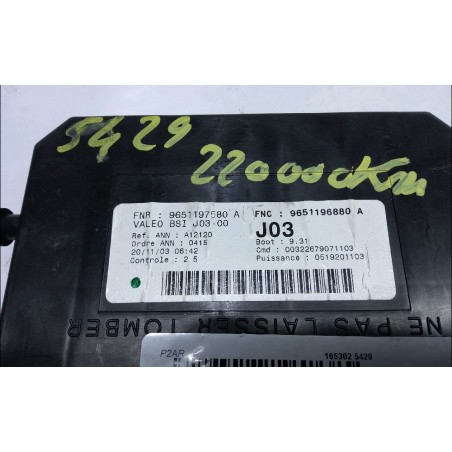 5429
220000Km
FNR : 9651197580 A FNC : 9651196880 A
VALEO BSI J03-00 J03
Ref. ANN : A12120 Boot : 9.31
Ordre ANN : 0415 Cmd : 00322679071103
20/11/03 06:42 Puissance : 0519201103
Controle : 2 5
NE PAS LAISSER TOMBER
P2AR 165302 5429